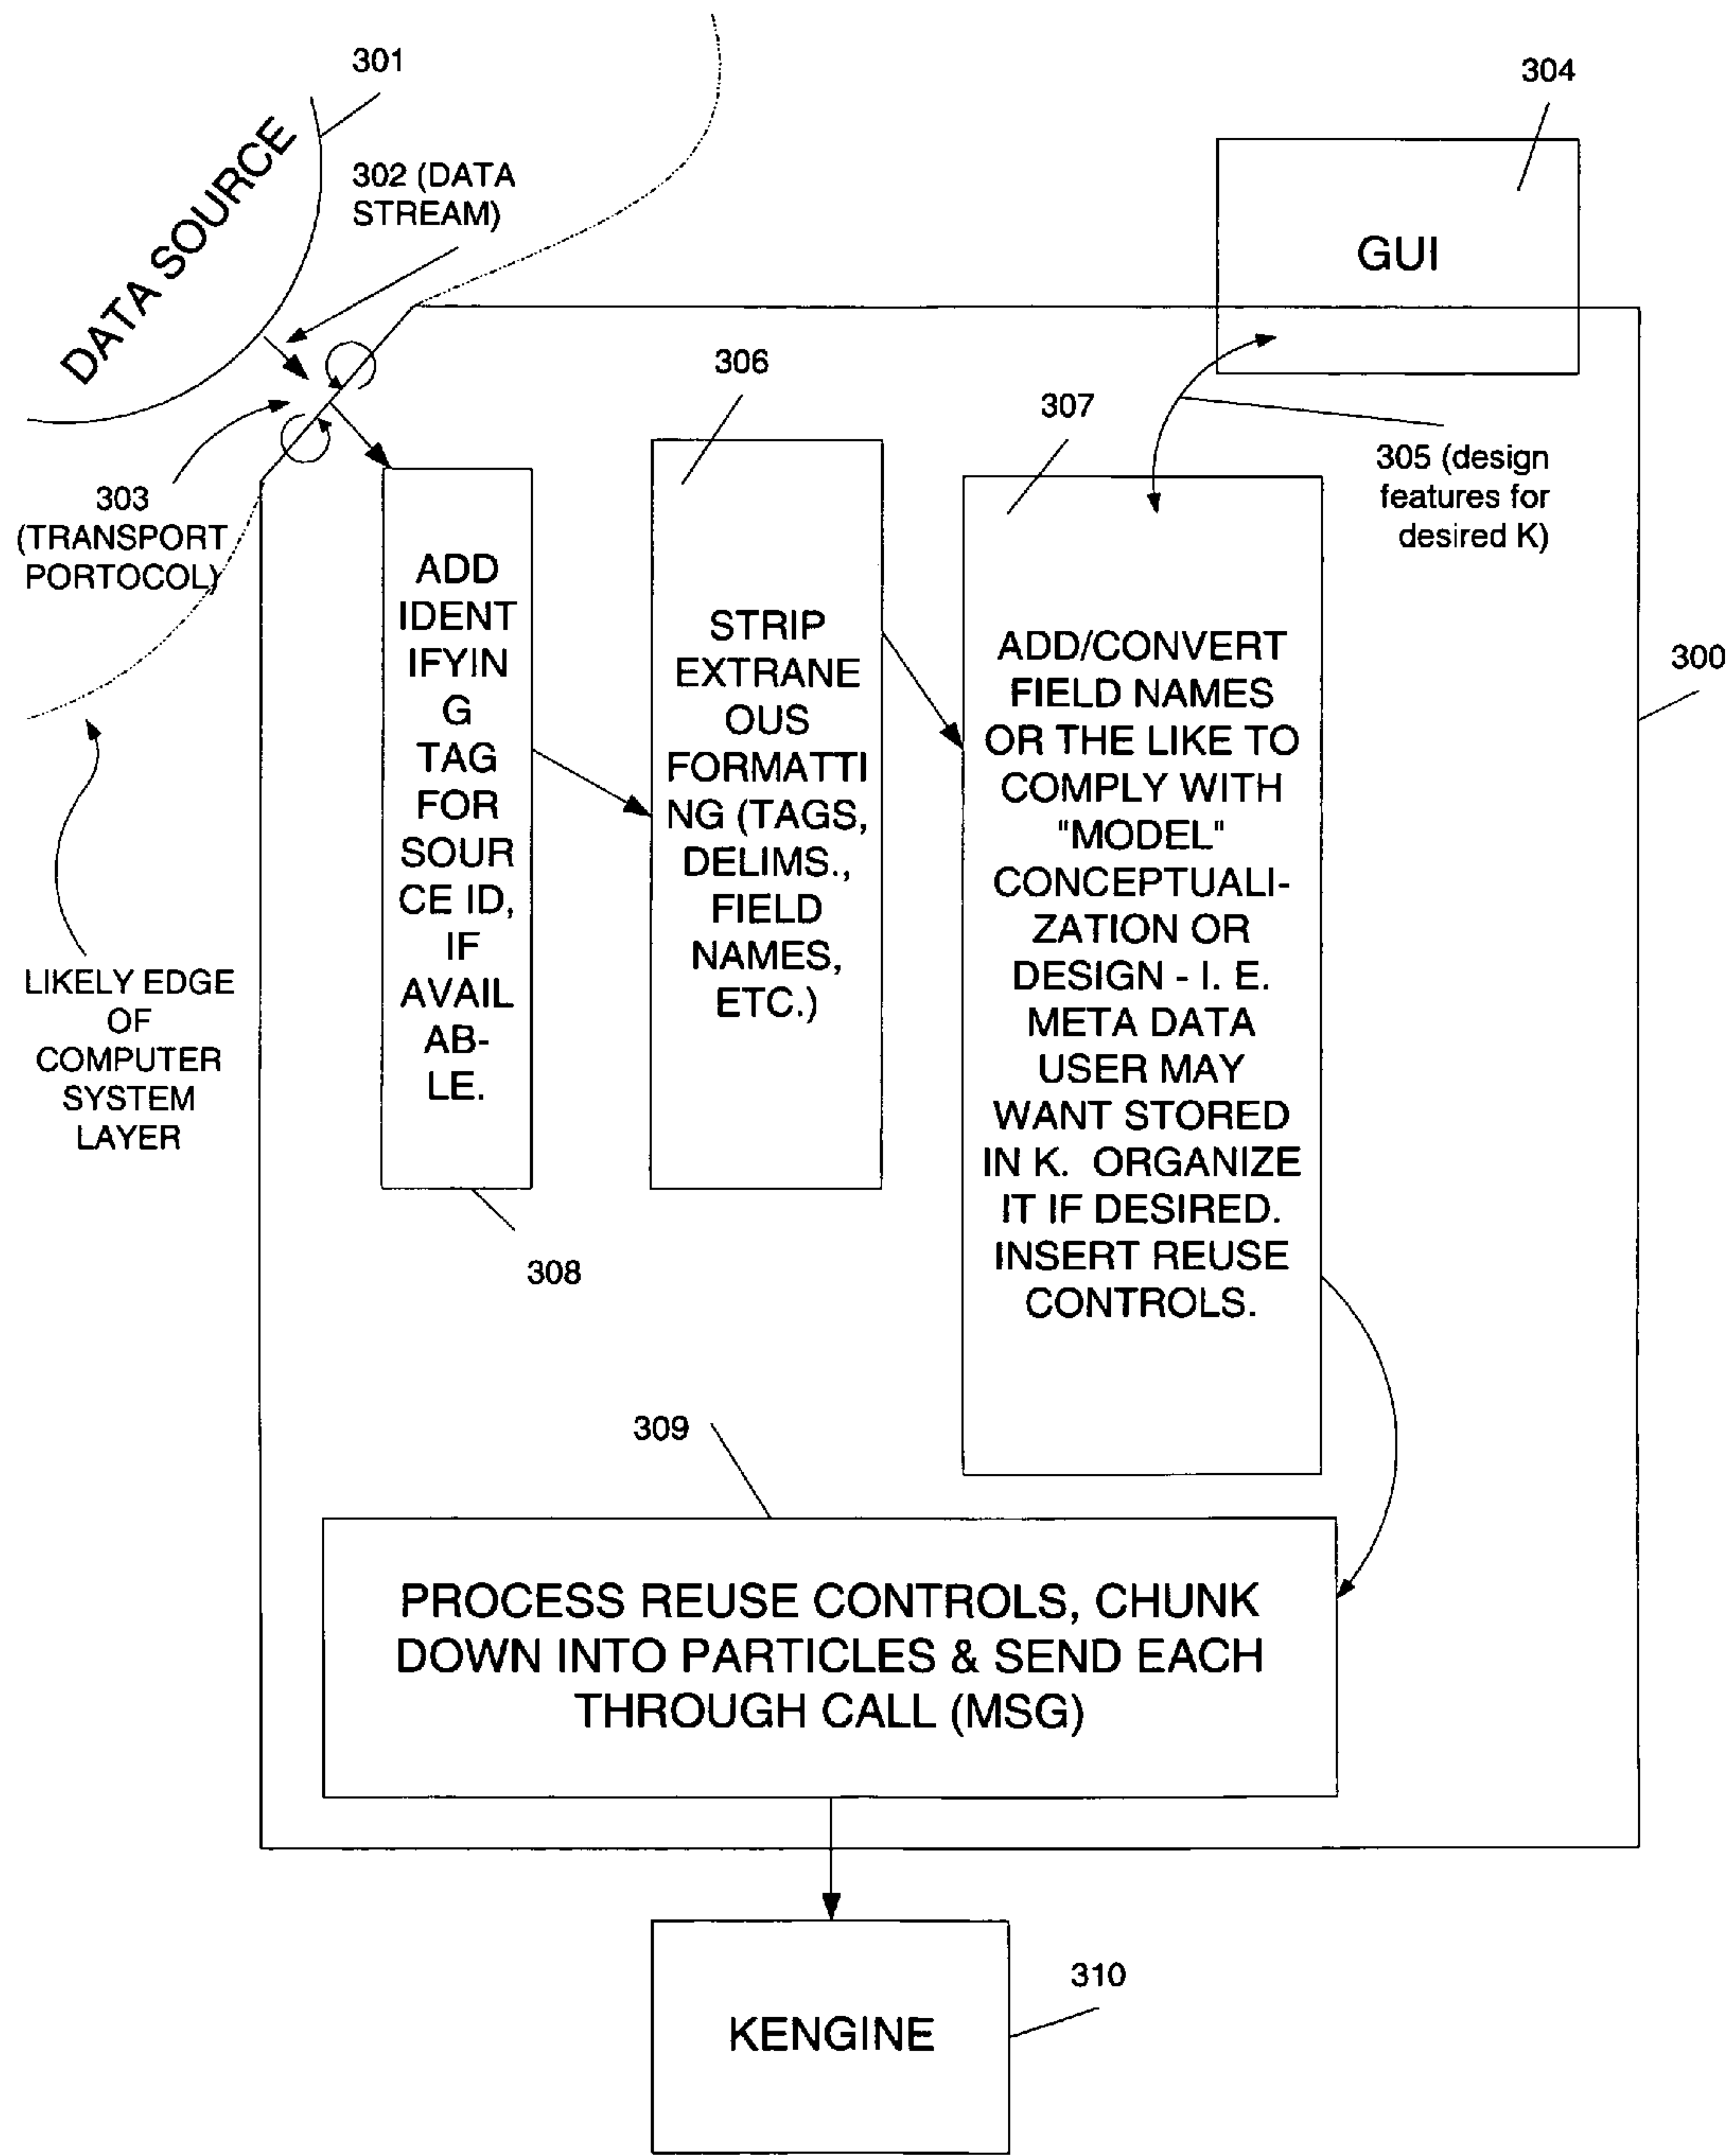 301
DATA SOURCE
302 (DATA
STREAM)
304
GUI
306
307
305 (design
features for
desired K)
303
(TRANSPORT
PORTOCOL)
300
ADD
IDENT
IFYIN
G
TAG
FOR
SOUR
CE ID,
IF
AVAIL
AB-
LE.
STRIP
EXTRANE
OUS
FORMATTI
NG (TAGS,
DELIMS.,
FIELD
NAMES,
ETC.)
ADD/CONVERT
FIELD NAMES
OR THE LIKE TO
COMPLY WITH
"MODEL"
CONCEPTUALI-
ZATION OR
DESIGN - I. E.
META DATA
USER MAY
WANT STORED
IN K. ORGANIZE
IT IF DESIRED.
INSERT REUSE
CONTROLS.
LIKELY EDGE
OF
COMPUTER
SYSTEM
LAYER
308
309
PROCESS REUSE CONTROLS, CHUNK
DOWN INTO PARTICLES & SEND EACH
THROUGH CALL (MSG)
310
KENGINE